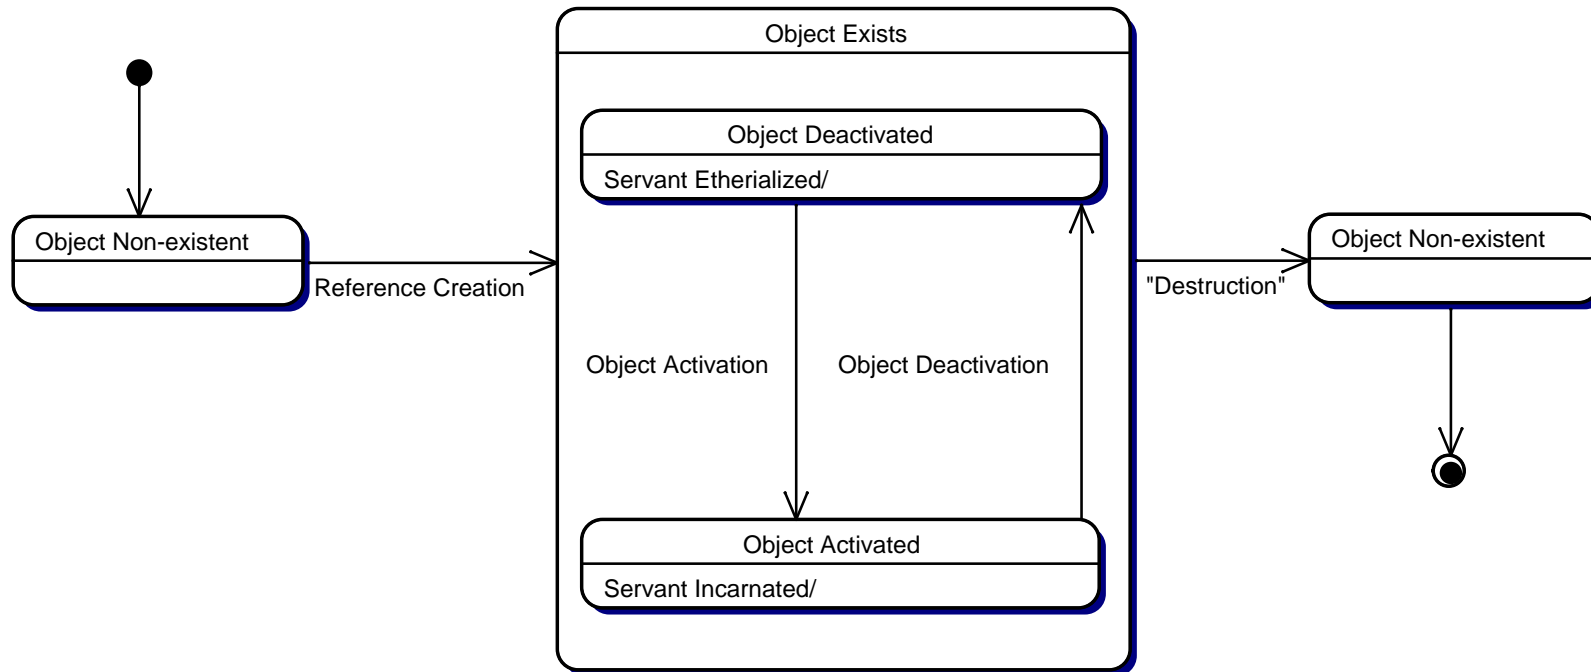 Object Exists
Object Deactivated
Servant Etherialized/
Object Non-existent
Reference Creation
Object Non-existent
"Destruction"
Object Activation
Object Deactivation
Object Activated
Servant Incarnated/